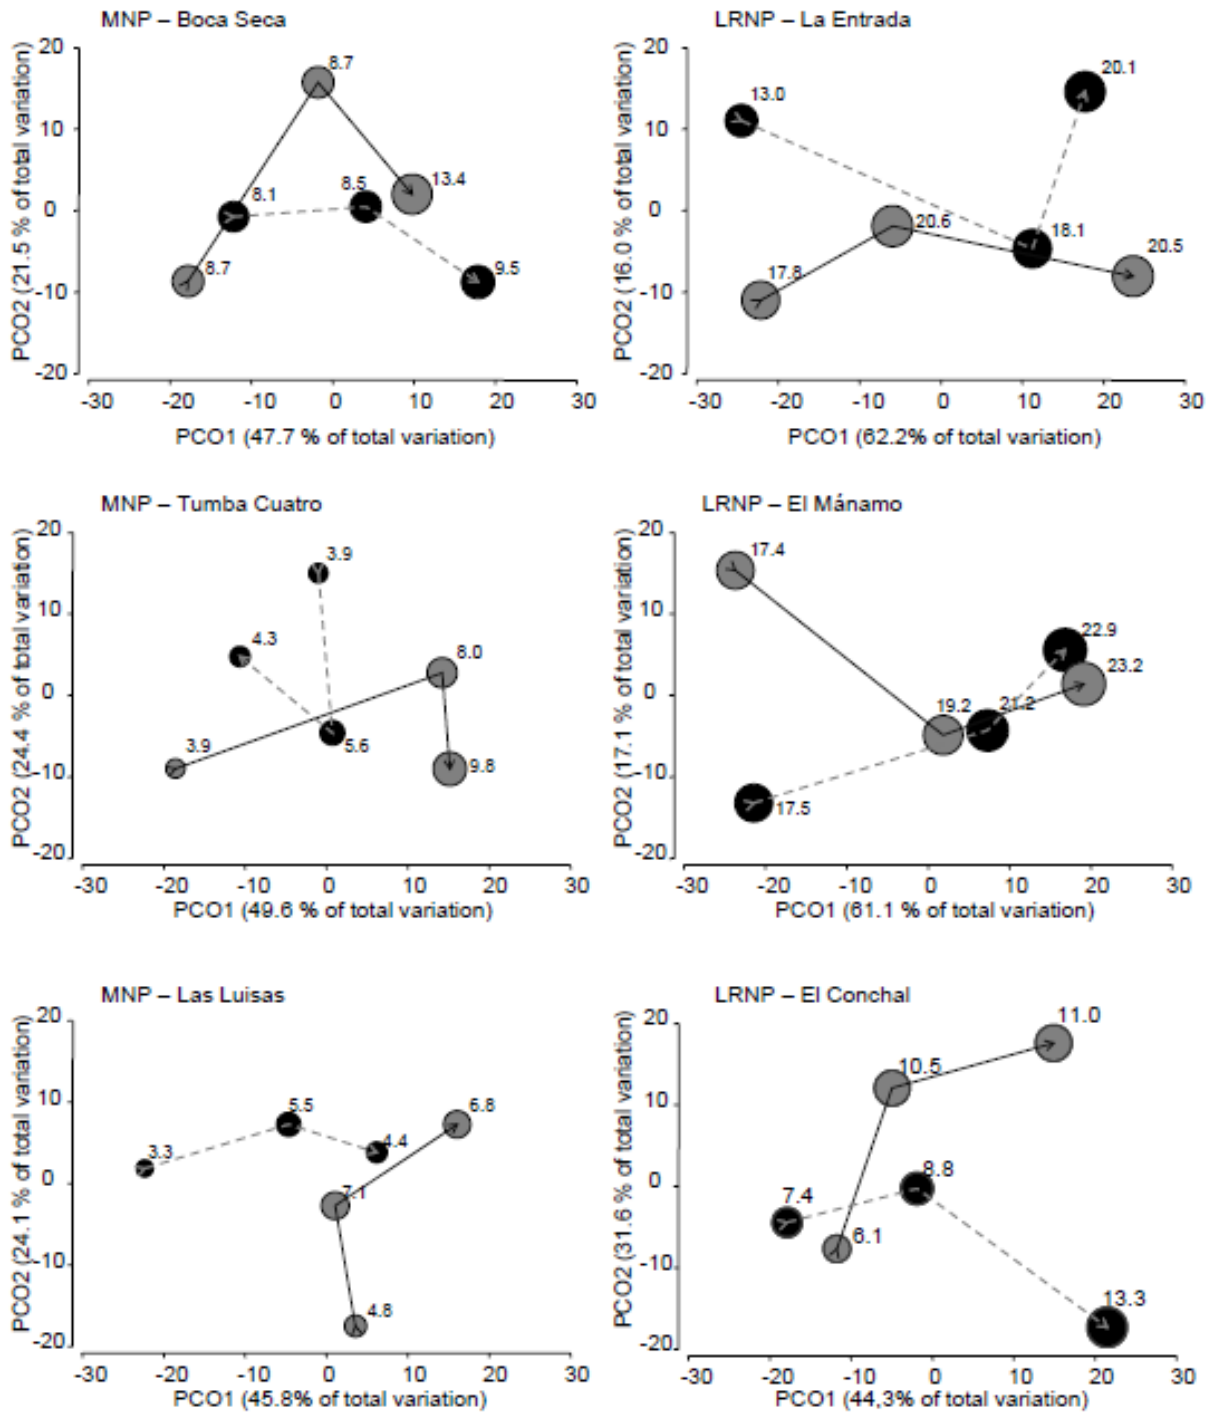 MNP – Boca Seca
PCO2 (21.5 % of total variation)
20
10
0
-10
-20
8.7
13.4
8.1
8.5
8.7
9.5
-30 -20 -10 0 10 20 30
PCO1 (47.7 % of total variation)
LRNP – La Entrada
PCO2 (16.0 % of total variation)
20
10
0
-10
-20
13.0
20.1
20.6
18.1
20.5
17.8
-30 -20 -10 0 10 20 30
PCO1 (62.2% of total variation)
MNP – Tumba Cuatro
PCO2 (24.4 % of total variation)
20
10
0
-10
-20
3.9
4.3
8.0
5.6
3.9
9.8
-30 -20 -10 0 10 20 30
PCO1 (49.6 % of total variation)
LRNP – El Mánamo
PCO2 (17.1 % of total variation)
20
10
0
-10
-20
17.4
22.9
23.2
19.2
21.2
17.5
-30 -20 -10 0 10 20 30
PCO1 (61.1 % of total variation)
MNP – Las Luisas
PCO2 (24.1 % of total variation)
20
10
0
-10
-20
5.5
6.8
3.3
4.4
7.1
4.8
-30 -20 -10 0 10 20 30
PCO1 (45.8% of total variation)
LRNP – El Conchal
PCO2 (31.6 % of total variation)
20
10
0
-10
-20
11.0
10.5
8.8
7.4
6.1
13.3
-30 -20 -10 0 10 20 30
PCO1 (44,3% of total variation)